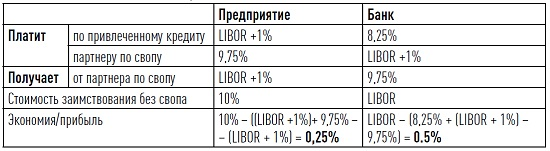 Предприятие Банк
Платит по привлеченному кредиту LIBOR +1% 8,25%
партнеру по свопу 9,75% LIBOR +1%
Получает от партнера по свопу LIBOR +1% 9,75%
Стоимость заимствования без свопа 10% LIBOR
Экономия/прибыль 10% – ((LIBOR +1%)+ 9,75% – LIBOR – (8,25% + (LIBOR + 1%) –
– (LIBOR + 1%) = 0,25% 9,75%) = 0.5%